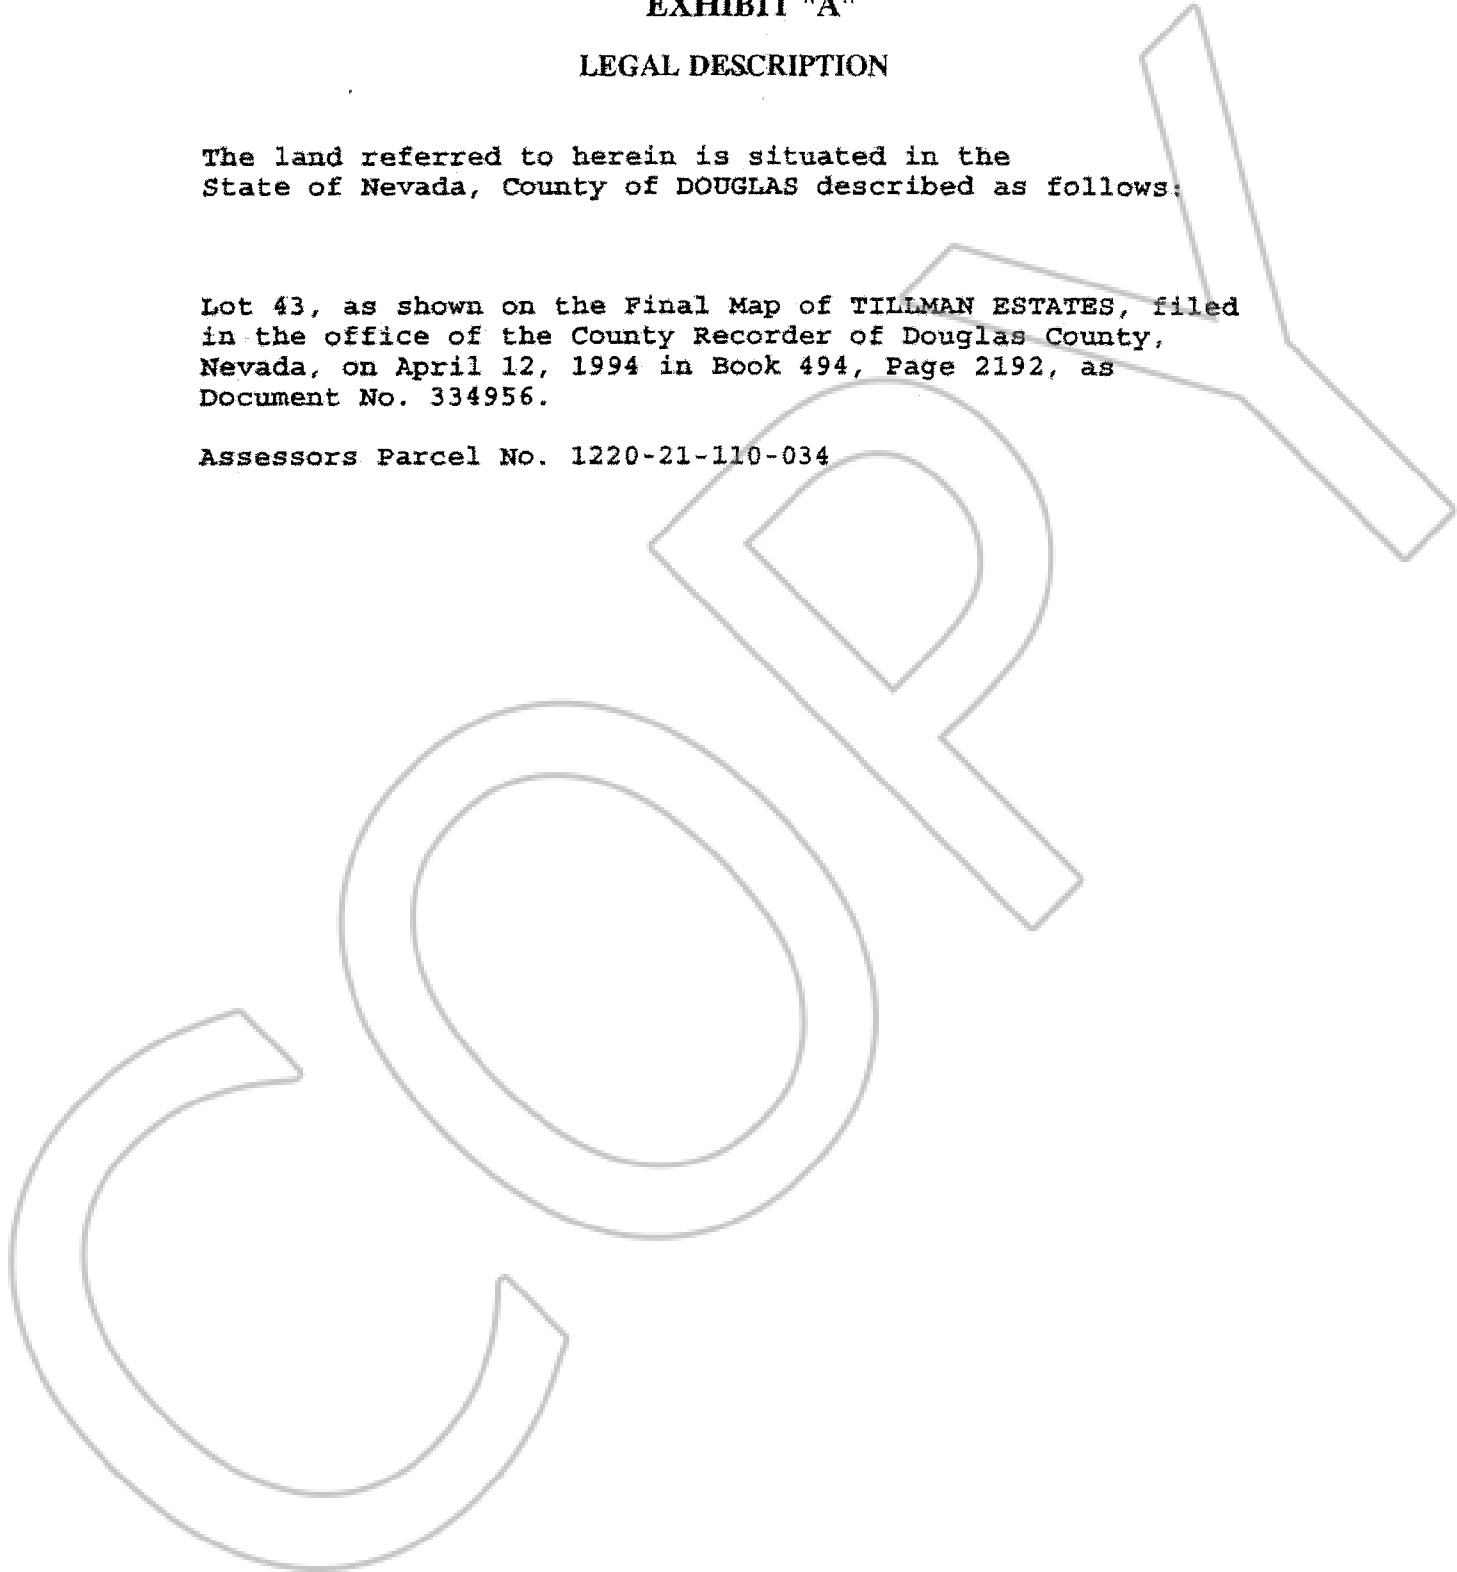 EXHIBIT "A"
LEGAL DESCRIPTION
The land referred to herein is situated in the
State of Nevada, County of DOUGLAS described as follows:
Lot 43, as shown on the Final Map of TILLMAN ESTATES, filed
in the office of the County Recorder of Douglas County,
Nevada, on April 12, 1994 in Book 494, Page 2192, as
Document No. 334956.
Assessors Parcel No. 1220-21-110-034
COPY